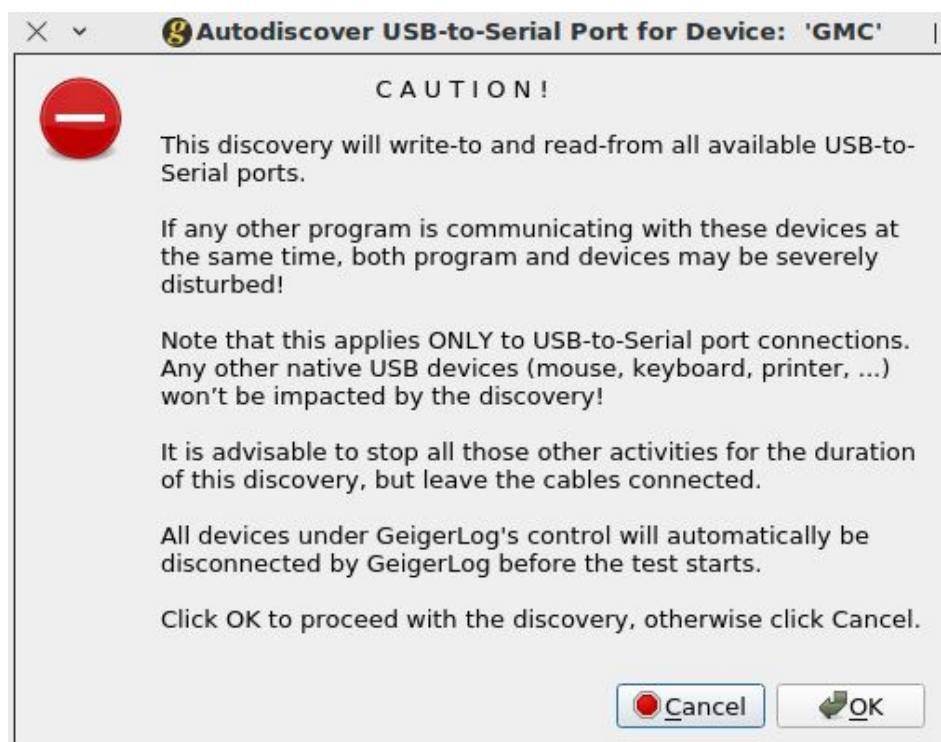 Autodiscover USB-to-Serial Port for Device: 'GMC'
C A U T I O N !
This discovery will write-to and read-from all available USB-to-
Serial ports.
If any other program is communicating with these devices at
the same time, both program and devices may be severely
disturbed!
Note that this applies ONLY to USB-to-Serial port connections.
Any other native USB devices (mouse, keyboard, printer, ...)
won’t be impacted by the discovery!
It is advisable to stop all those other activities for the duration
of this discovery, but leave the cables connected.
All devices under GeigerLog's control will automatically be
disconnected by GeigerLog before the test starts.
Click OK to proceed with the discovery, otherwise click Cancel.
Cancel OK